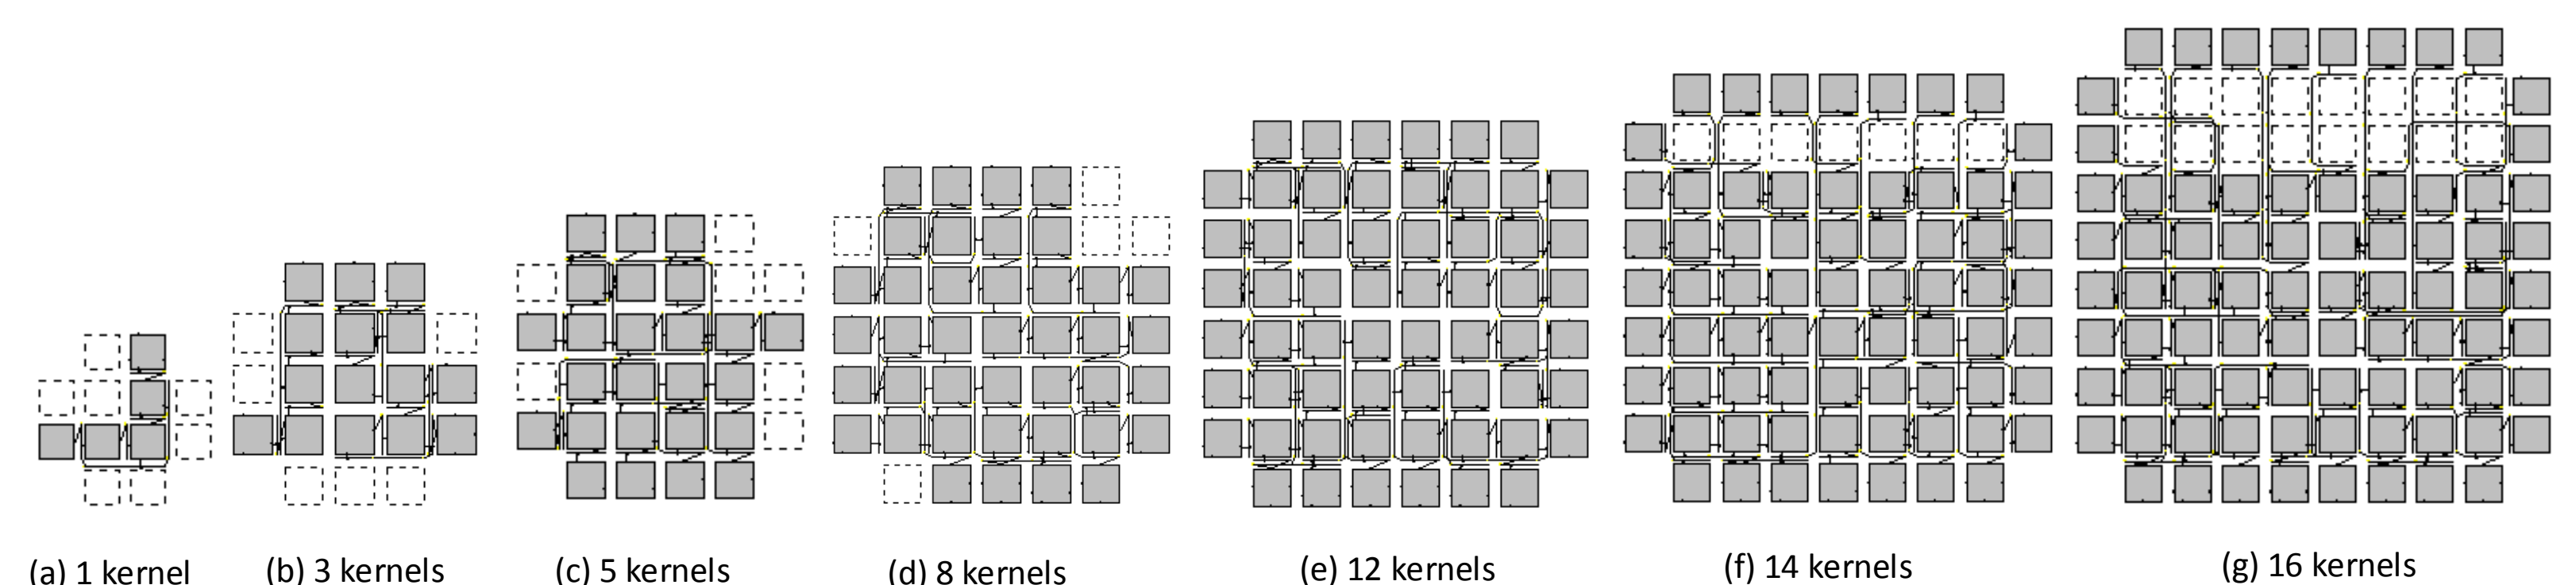 (a) 1 kernel
(b) 3 kernels
(c) 5 kernels
(d) 8 kernels
(e) 12 kernels
(f) 14 kernels
(g) 16 kernels